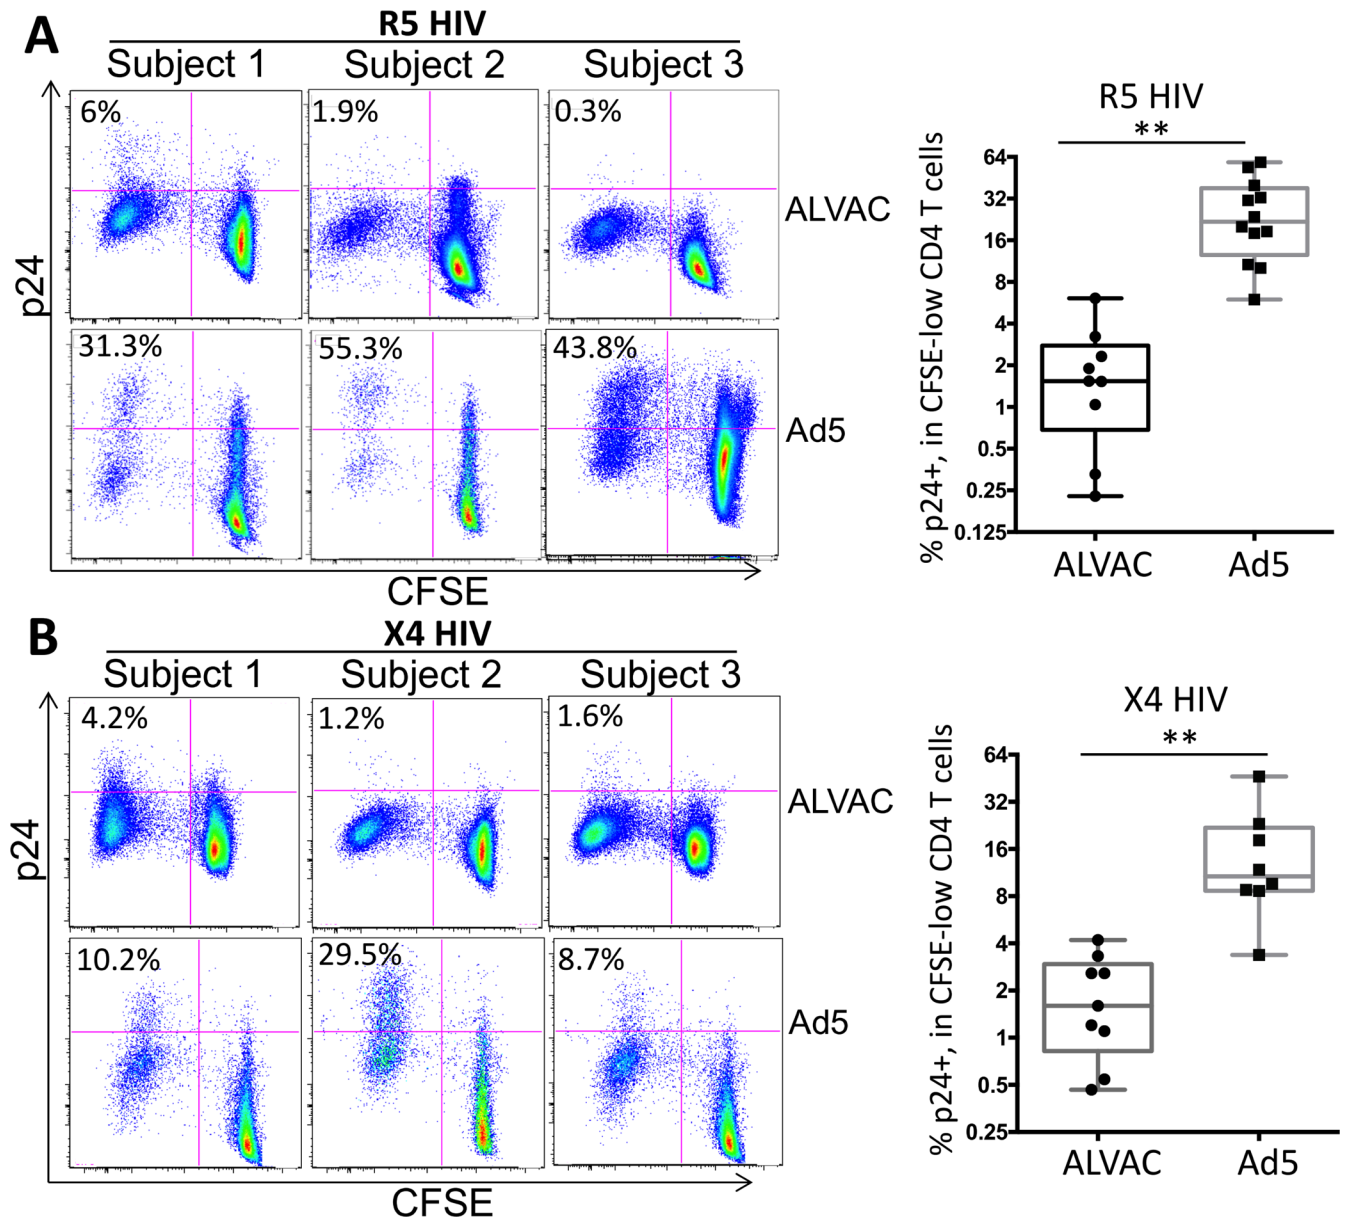 A
R5 HIV
Subject 1 Subject 2 Subject 3
6% 1.9% 0.3%
ALVAC
31.3% 55.3% 43.8%
Ad5
p24
CFSE
R5 HIV
**
% p24+, in CFSE-low CD4 T cells
64
32
16
8
4
2
1
0.5
0.25
0.125
ALVAC Ad5
B
X4 HIV
Subject 1 Subject 2 Subject 3
4.2% 1.2% 1.6%
ALVAC
10.2% 29.5% 8.7%
Ad5
p24
CFSE
X4 HIV
**
% p24+, in CFSE-low CD4 T cells
64
32
16
8
4
2
1
0.5
0.25
ALVAC Ad5